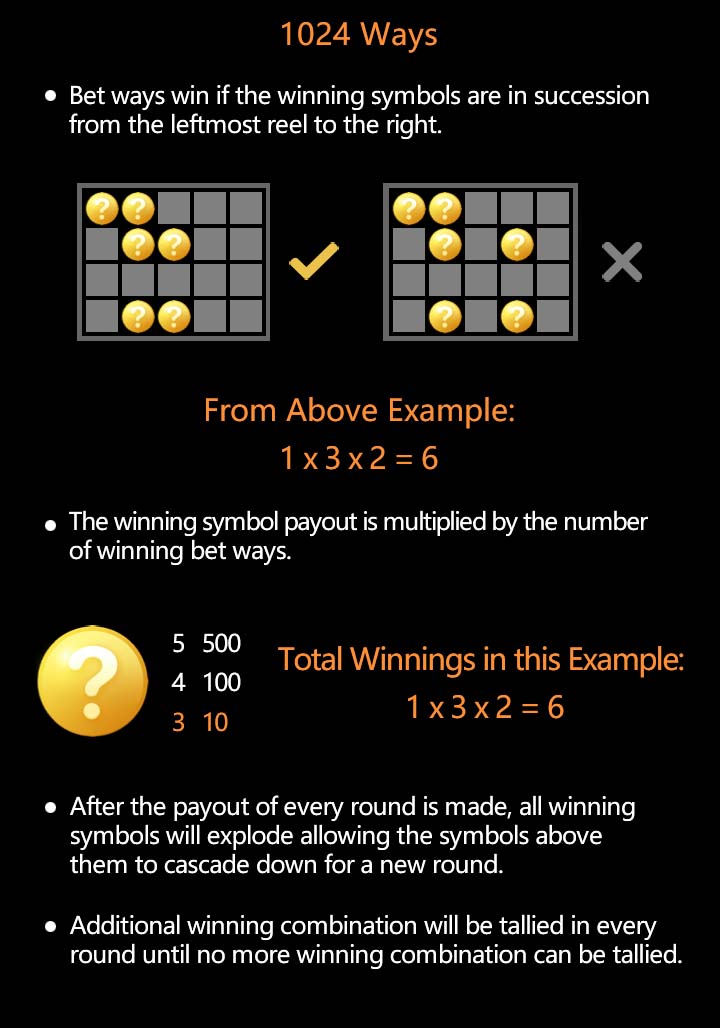 1024 Ways
• Bet ways win if the winning symbols are in succession
from the leftmost reel to the right.
? ? ? ? ? ? ?
? ? ? ? ? ? ?
From Above Example:
1 x 3 x 2 = 6
• The winning symbol payout is multiplied by the number
of winning bet ways.
?
5 500
4 100
3 10
Total Winnings in this Example:
1 x 3 x 2 = 6
• After the payout of every round is made, all winning
symbols will explode allowing the symbols above
them to cascade down for a new round.
• Additional winning combination will be tallied in every
round until no more winning combination can be tallied.